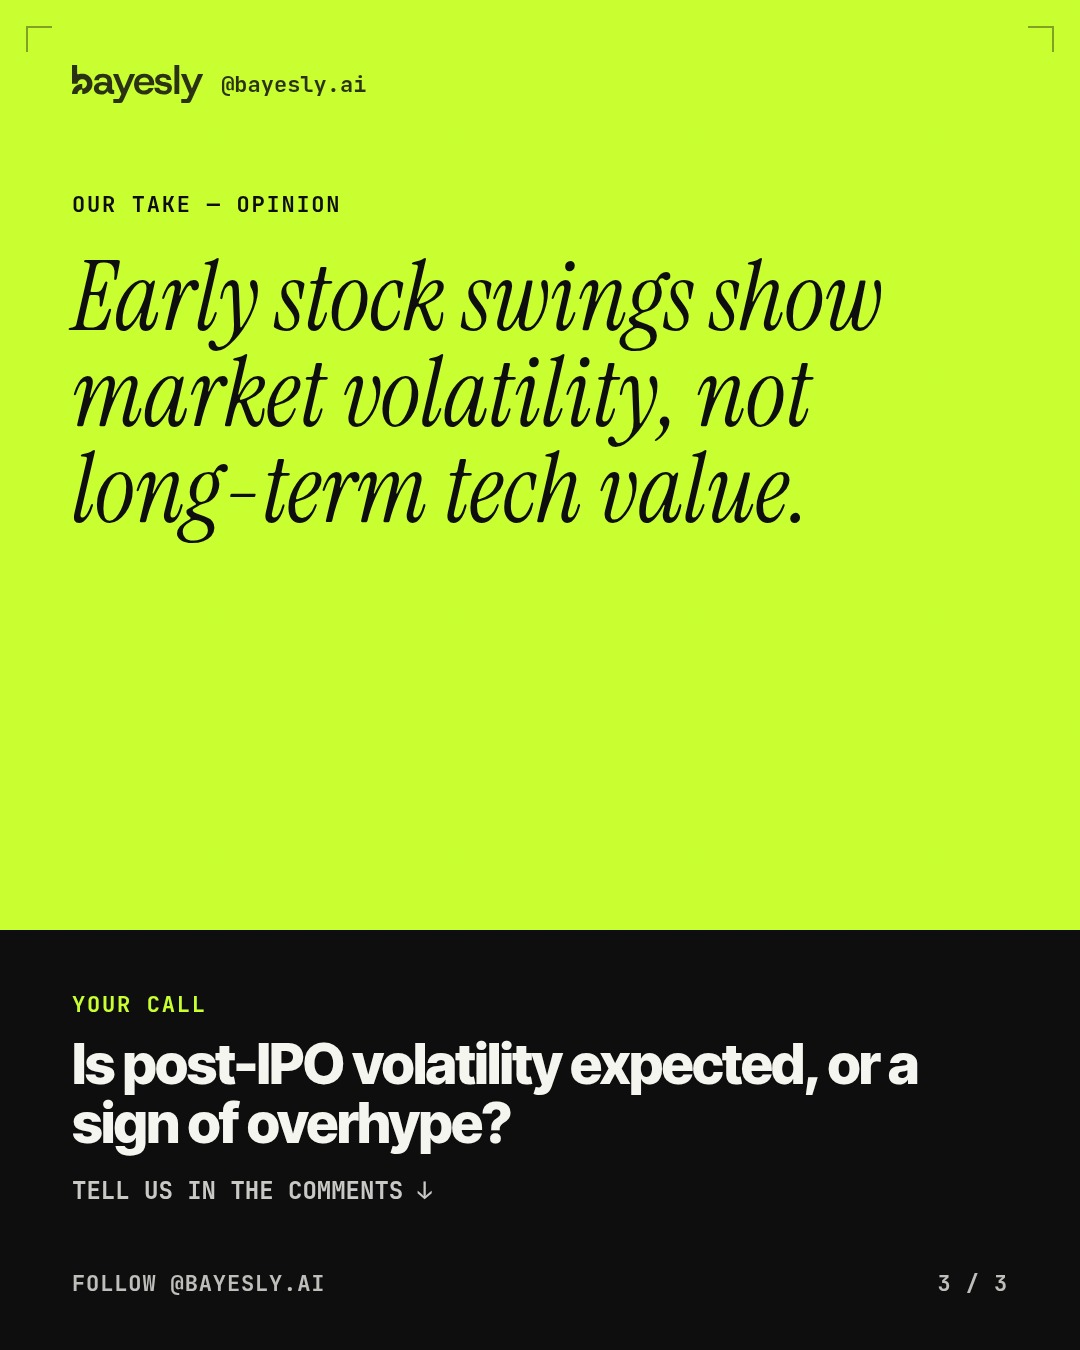 bayesly @bayesly.ai
OUR TAKE — OPINION
Early stock swings show
market volatility, not
long-term tech value.
YOUR CALL
Is post-IPO volatility expected, or a
sign of overhype?
TELL US IN THE COMMENTS ↓
FOLLOW @BAYESLY.AI
3 / 3